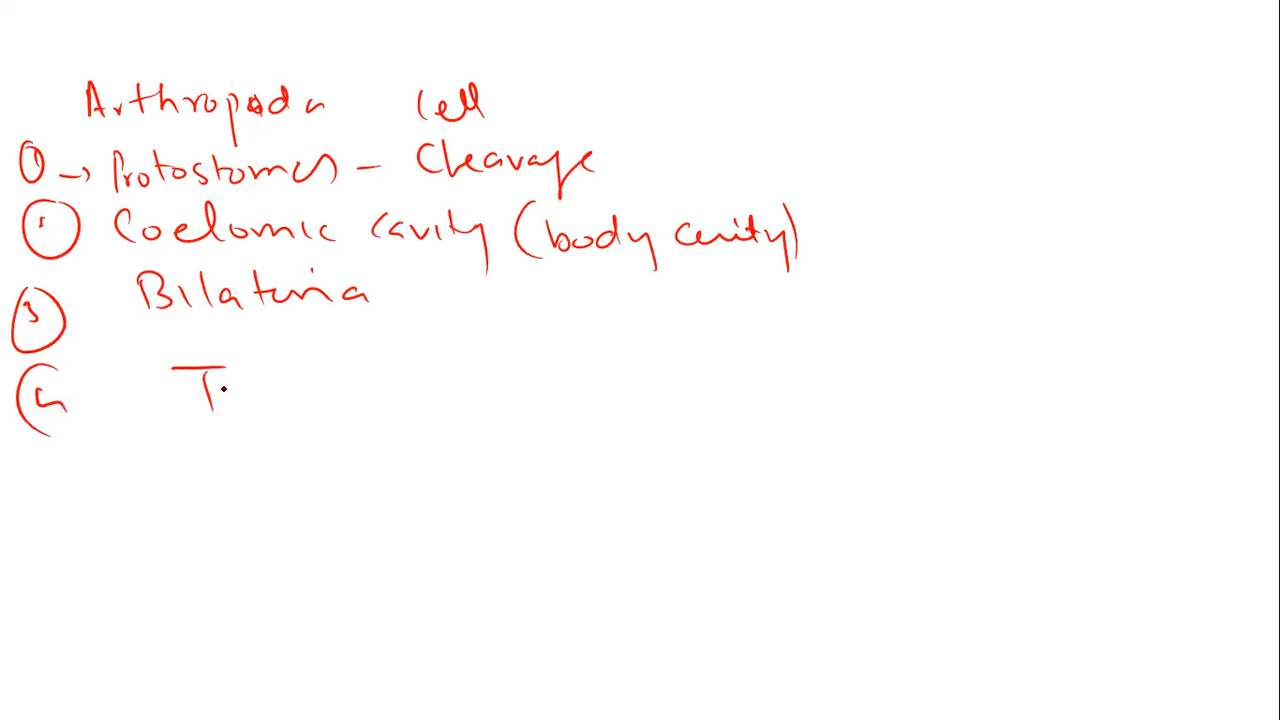 Arthropoda cell
① → Protostomes - Cleavage
① Coelomic cavity (body cavity)
③ Bilateria
(4 T